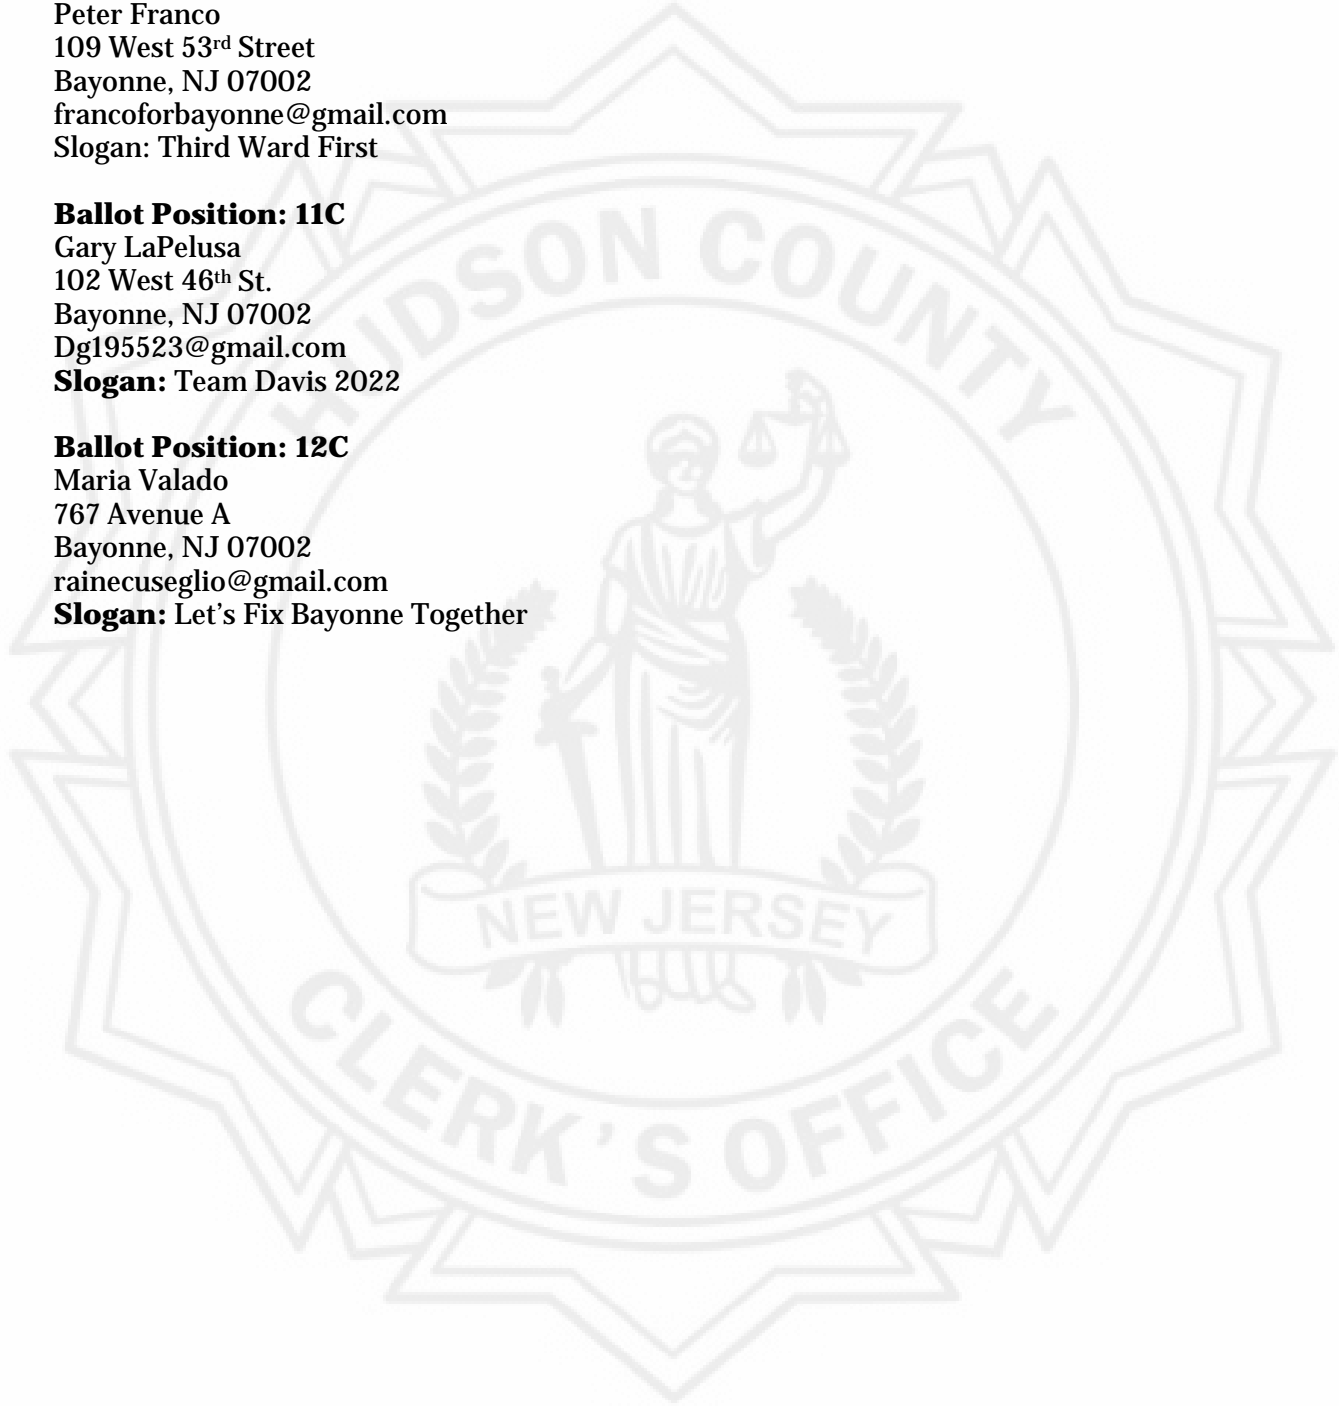 Peter Franco
109 West 53rd Street
Bayonne, NJ 07002
francoforbayonne@gmail.com
Slogan: Third Ward First
Ballot Position: 11C
Gary LaPelusa
102 West 46th St.
Bayonne, NJ 07002
Dg195523@gmail.com
Slogan: Team Davis 2022
Ballot Position: 12C
Maria Valado
767 Avenue A
Bayonne, NJ 07002
rainecuseglio@gmail.com
Slogan: Let’s Fix Bayonne Together
HUDSON COUNTY
NEW JERSEY
CLERK’S OFFICE